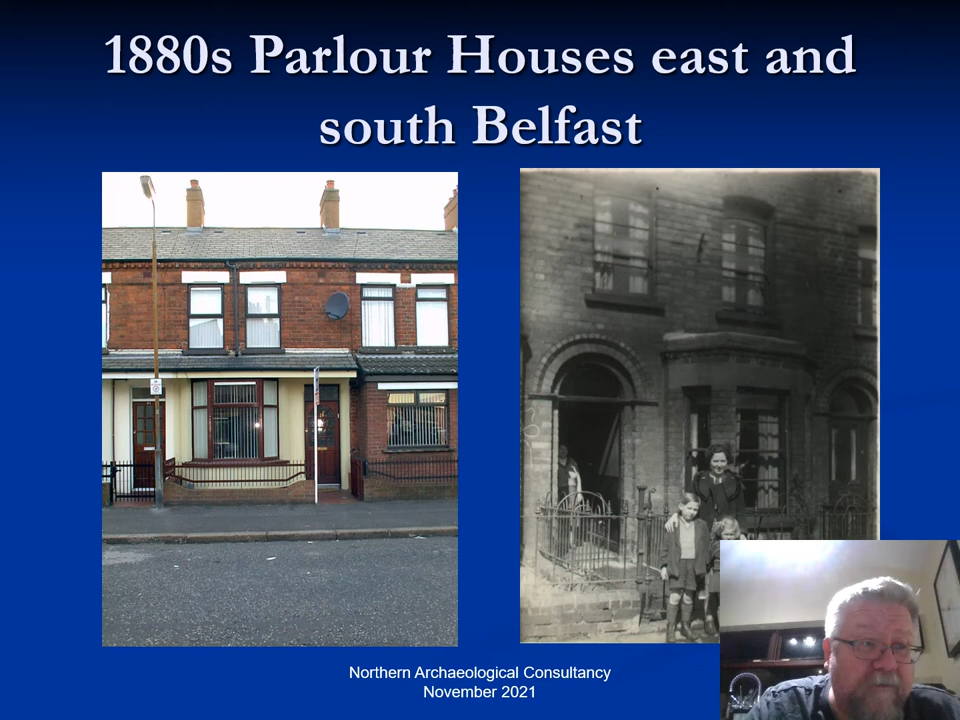 1880s Parlour Houses east and
south Belfast
Northern Archaeological Consultancy
November 2021